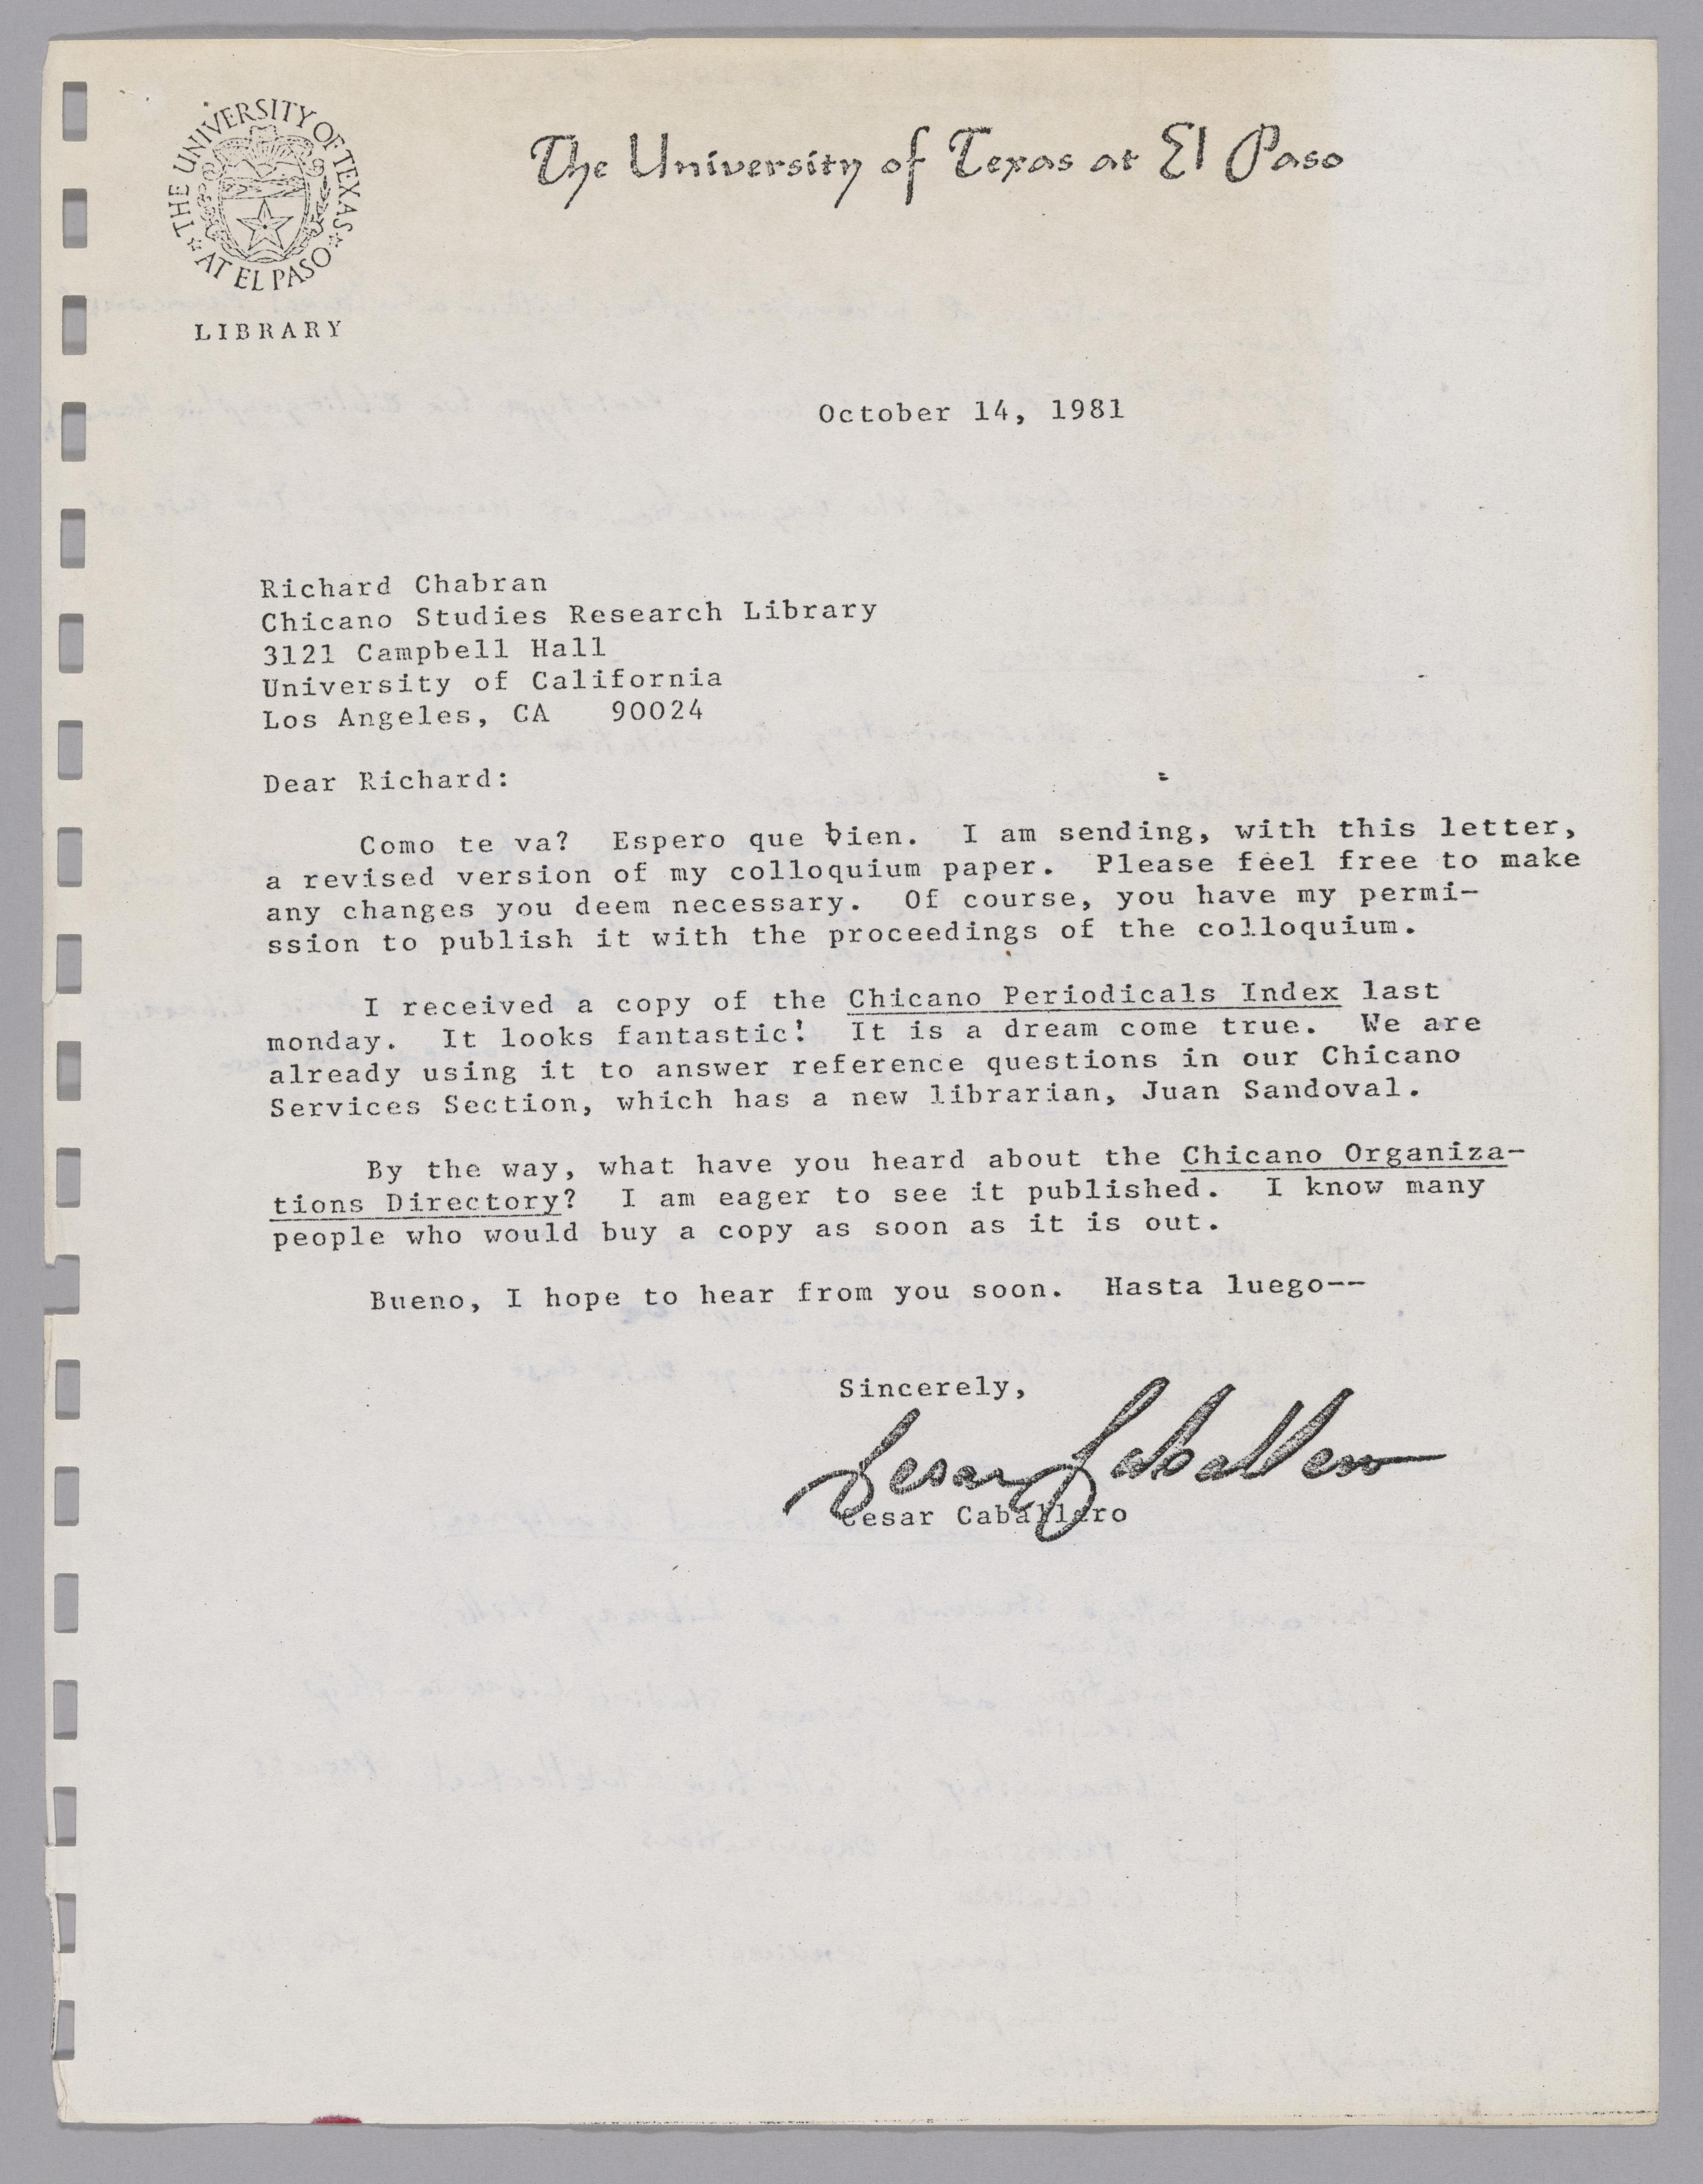 THE UNIVERSITY OF TEXAS
AT EL PASO
LIBRARY
The University of Texas at El Paso
October 14, 1981
Richard Chabran
Chicano Studies Research Library
3121 Campbell Hall
University of California
Los Angeles, CA   90024
Dear Richard:
Como te va?  Espero que bien.  I am sending, with this letter,
a revised version of my colloquium paper.  Please feel free to make
any changes you deem necessary.  Of course, you have my permi-
ssion to publish it with the proceedings of the colloquium.
I received a copy of the Chicano Periodicals Index last
monday.  It looks fantastic!  It is a dream come true.  We are
already using it to answer reference questions in our Chicano
Services Section, which has a new librarian, Juan Sandoval.
By the way, what have you heard about the Chicano Organiza-
tions Directory?  I am eager to see it published.  I know many
people who would buy a copy as soon as it is out.
Bueno, I hope to hear from you soon.  Hasta luego--
Sincerely,
Cesar Caballero
Cesar Caballero